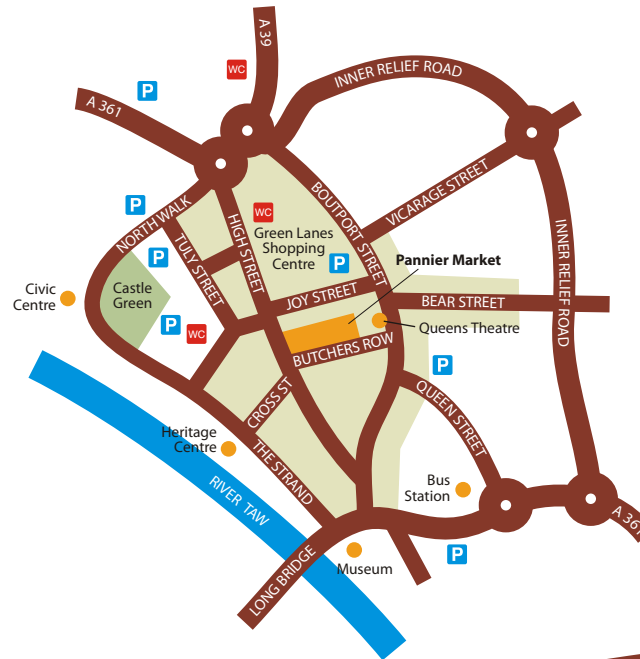 A 39
WC
P
INNER RELIEF ROAD
A 361
VICARAGE STREET
BOUTPORT STREET
NORTH WALK
P
WC
HIGH STREET
Green Lanes
Shopping
Centre
TULY STREET
P
P
Pannier Market
INNER RELIEF ROAD
Civic
Centre
Castle
Green
JOY STREET
BEAR STREET
P
WC
Queens Theatre
BUTCHERS ROW
P
CROSS ST
QUEEN STREET
Heritage
Centre
THE STRAND
RIVER TAW
Bus
Station
A 361
P
LONG BRIDGE
Museum